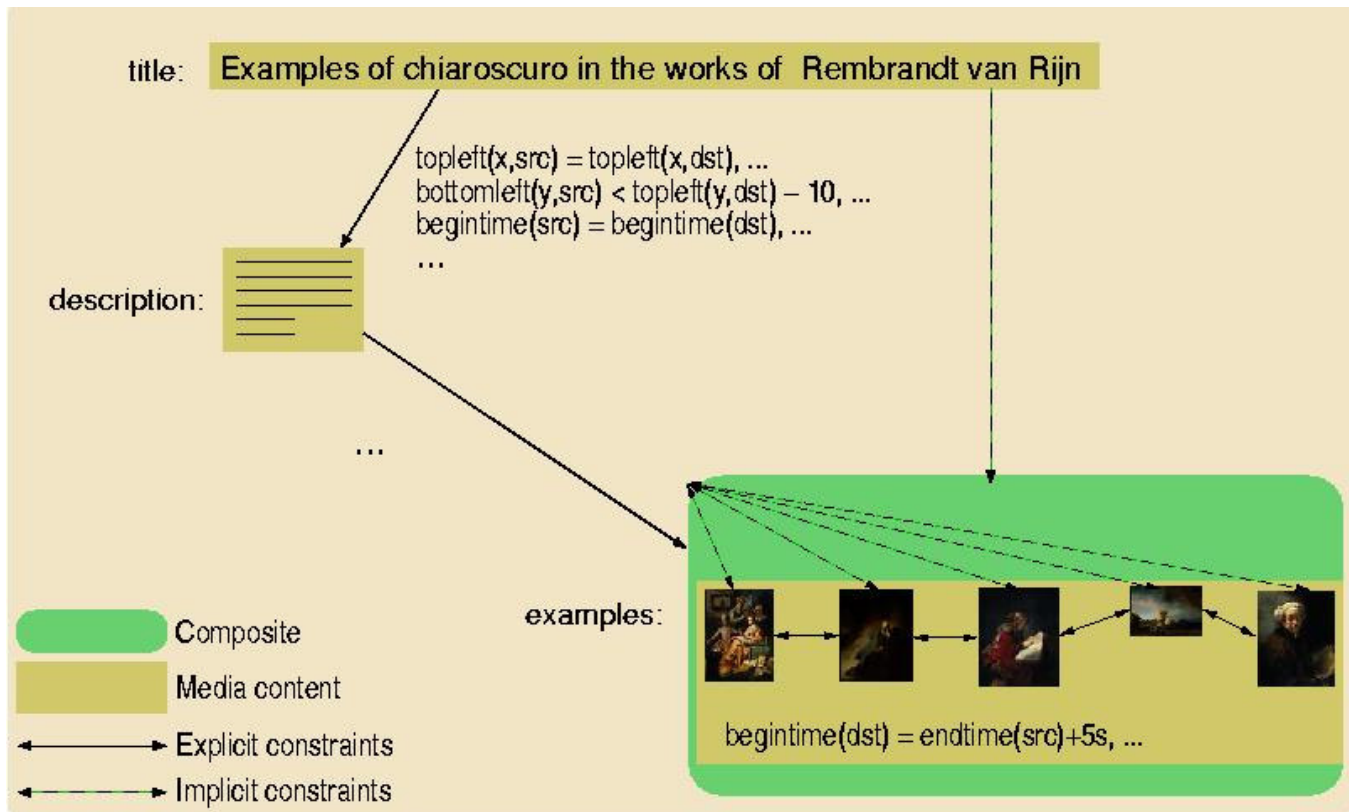 title: Examples of chiaroscuro in the works of Rembrandt van Rijn
topleft(x,src) = topleft(x,dst), ...
bottomleft(y,src) < topleft(y,dst) – 10, ...
begintime(src) = begintime(dst), ...
...
description:
...
examples:
begintime(dst) = endtime(src)+5s, ...
Composite
Media content
Explicit constraints
Implicit constraints